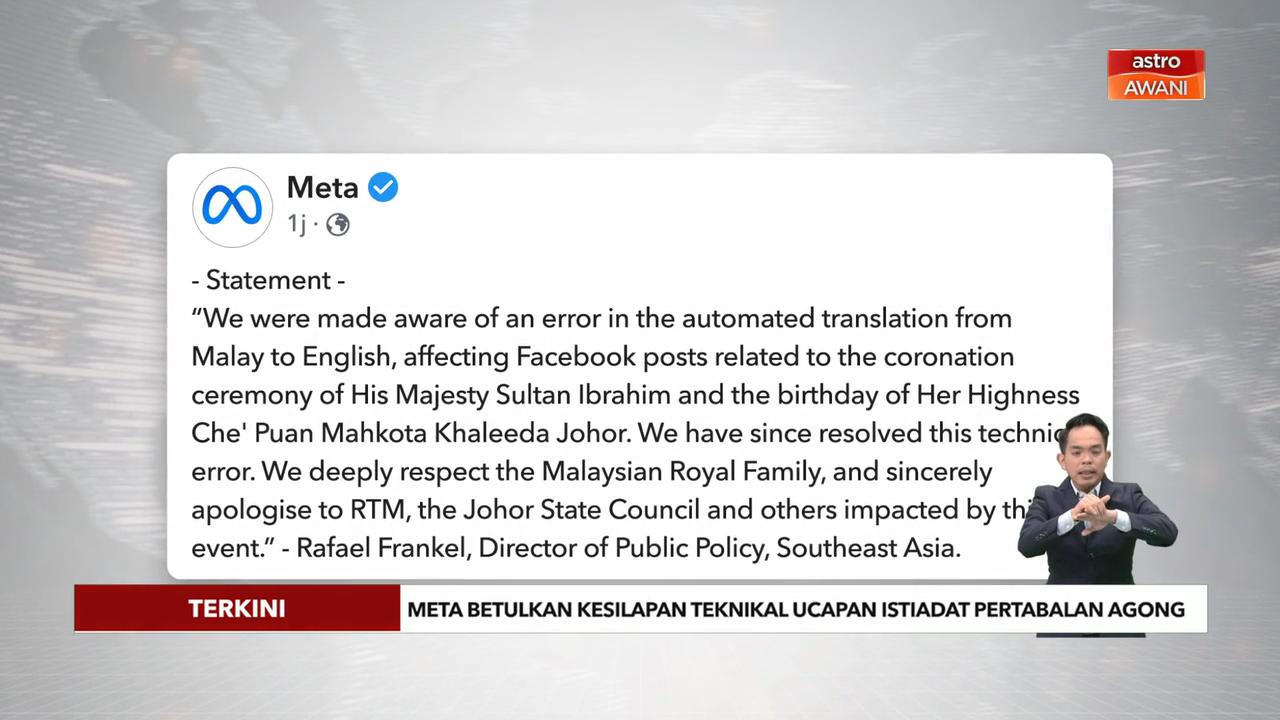 astro
AWANI
Meta
1j ·
- Statement -
“We were made aware of an error in the automated translation from
Malay to English, affecting Facebook posts related to the coronation
ceremony of His Majesty Sultan Ibrahim and the birthday of Her Highness
Che' Puan Mahkota Khaleeda Johor. We have since resolved this
error. We deeply respect the Malaysian Royal Family, and sincerely
apologise to RTM, the Johor State Council and others impacted by
event.” - Rafael Frankel, Director of Public Policy, Southeast Asia.
TERKINI
META BETULKAN KESILAPAN TEKNIKAL UCAPAN ISTIADAT PERTABALAN AGONG